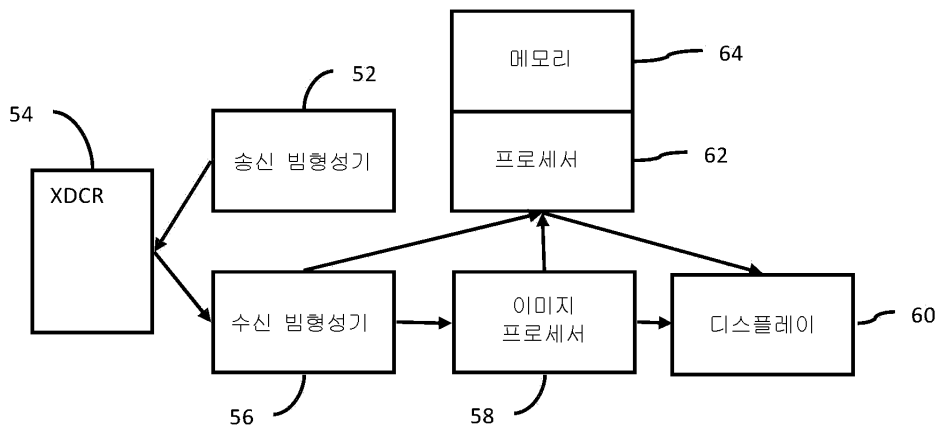 메모리
64
52
54
송신 빔형성기
프로세서
62
XDCR
수신 빔형성기
이미지
프로세서
디스플레이
60
56
58